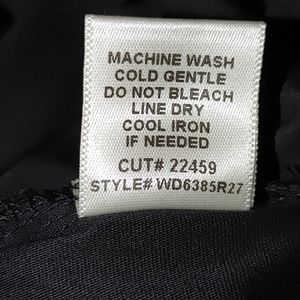 MACHINE WASH
COLD GENTLE
DO NOT BLEACH
LINE DRY
COOL IRON
IF NEEDED
CUT# 22459
STYLE# WD6385R27